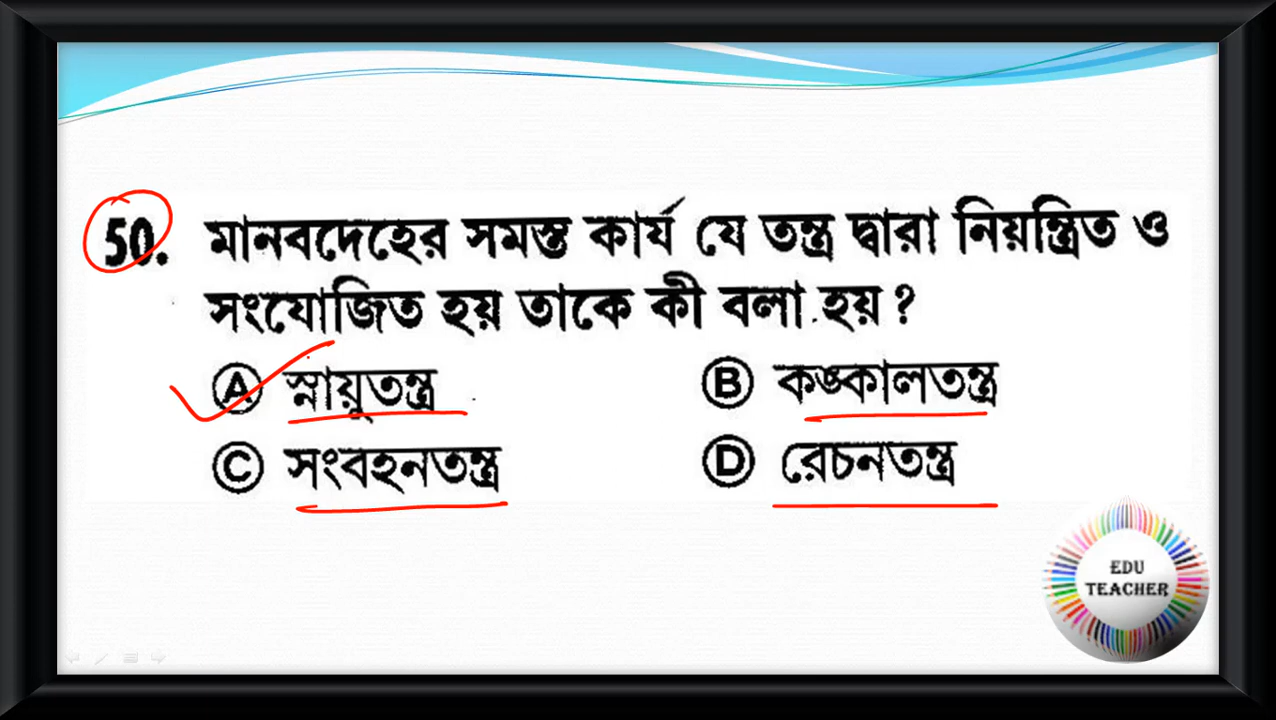 50. মানবদেহের সমস্ত কার্য যে তন্ত্র দ্বারা নিয়ন্ত্রিত ও
সংযোজিত হয় তাকে কী বলা হয় ?
Ⓐ স্নায়ুতন্ত্র Ⓑ কঙ্কালতন্ত্র
Ⓒ সংবহনতন্ত্র Ⓓ রেচনতন্ত্র
EDU
TEACHER